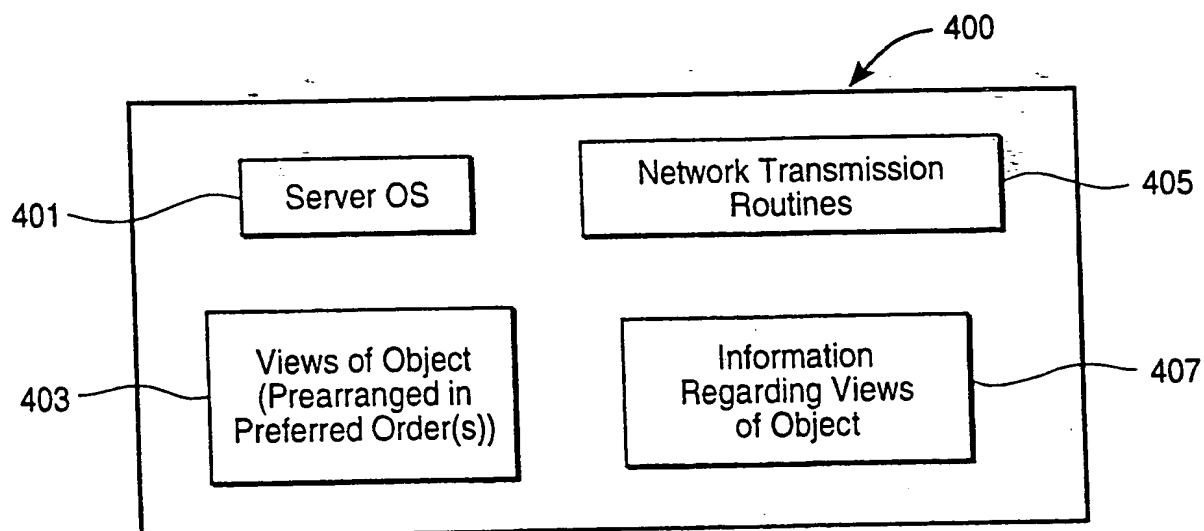 400
Server OS
401
Network Transmission
Routines
405
Views of Object
(Prearranged in
Preferred Order(s))
403
Information
Regarding Views
of Object
407